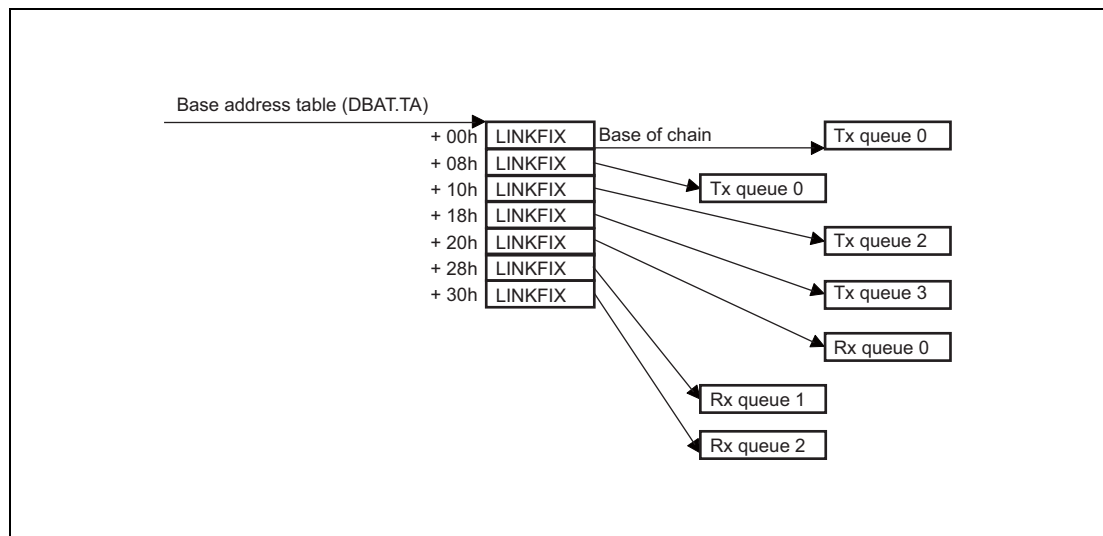 Base address table (DBAT.TA)
+ 00h LINKFIX Base of chain Tx queue 0
+ 08h LINKFIX
+ 10h LINKFIX Tx queue 0
+ 18h LINKFIX
+ 20h LINKFIX Tx queue 2
+ 28h LINKFIX
+ 30h LINKFIX Tx queue 3
Rx queue 0
Rx queue 1
Rx queue 2